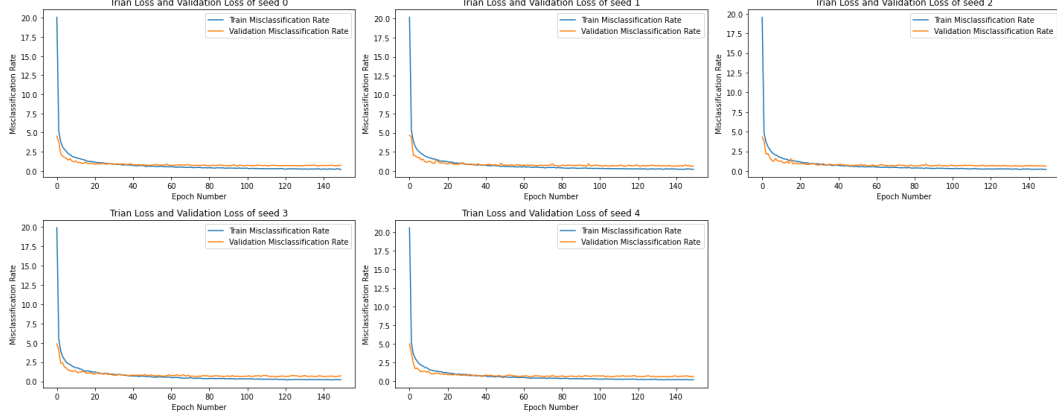 Trian Loss and Validation Loss of seed 0
Train Misclassification Rate
Validation Misclassification Rate
Misclassification Rate
20.0
17.5
15.0
12.5
10.0
7.5
5.0
2.5
0.0
0 20 40 60 80 100 120 140
Epoch Number
Trian Loss and Validation Loss of seed 1
Train Misclassification Rate
Validation Misclassification Rate
Misclassification Rate
20.0
17.5
15.0
12.5
10.0
7.5
5.0
2.5
0.0
0 20 40 60 80 100 120 140
Epoch Number
Trian Loss and Validation Loss of seed 2
Train Misclassification Rate
Validation Misclassification Rate
Misclassification Rate
20.0
17.5
15.0
12.5
10.0
7.5
5.0
2.5
0.0
0 20 40 60 80 100 120 140
Epoch Number
Trian Loss and Validation Loss of seed 3
Train Misclassification Rate
Validation Misclassification Rate
Misclassification Rate
20.0
17.5
15.0
12.5
10.0
7.5
5.0
2.5
0.0
0 20 40 60 80 100 120 140
Epoch Number
Trian Loss and Validation Loss of seed 4
Train Misclassification Rate
Validation Misclassification Rate
Misclassification Rate
20.0
17.5
15.0
12.5
10.0
7.5
5.0
2.5
0.0
0 20 40 60 80 100 120 140
Epoch Number